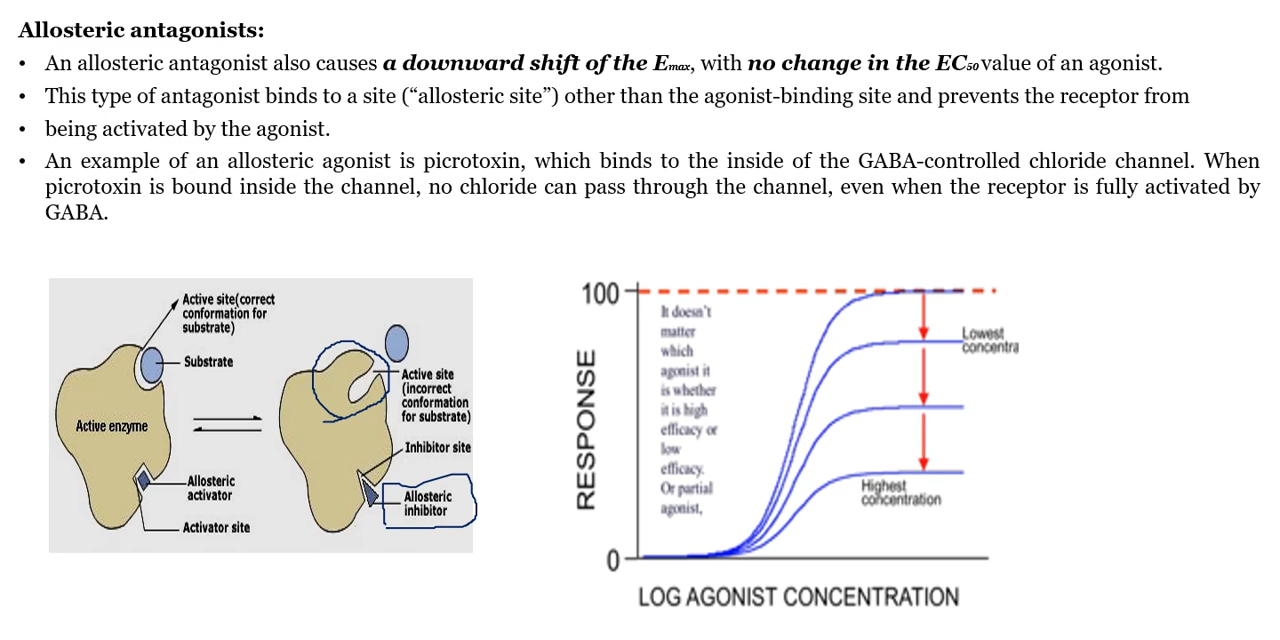 Allosteric antagonists:
• An allosteric antagonist also causes a downward shift of the Emax, with no change in the EC50 value of an agonist.
• This type of antagonist binds to a site (“allosteric site”) other than the agonist-binding site and prevents the receptor from
• being activated by the agonist.
• An example of an allosteric agonist is picrotoxin, which binds to the inside of the GABA-controlled chloride channel. When
picrotoxin is bound inside the channel, no chloride can pass through the channel, even when the receptor is fully activated by
GABA.
Active site(correct
conformation for
substrate)
Substrate
Active enzyme
Allosteric
activator
Activator site
Active site
(incorrect
conformation
for substrate)
Inhibitor site
Allosteric
inhibitor
100
RESPONSE
0
It doesn't
matter
which
agonist it
is whether
it is high
efficacy or
low
efficacy.
Or partial
agonist,
Lowest
concentra
Highest
concentration
LOG AGONIST CONCENTRATION